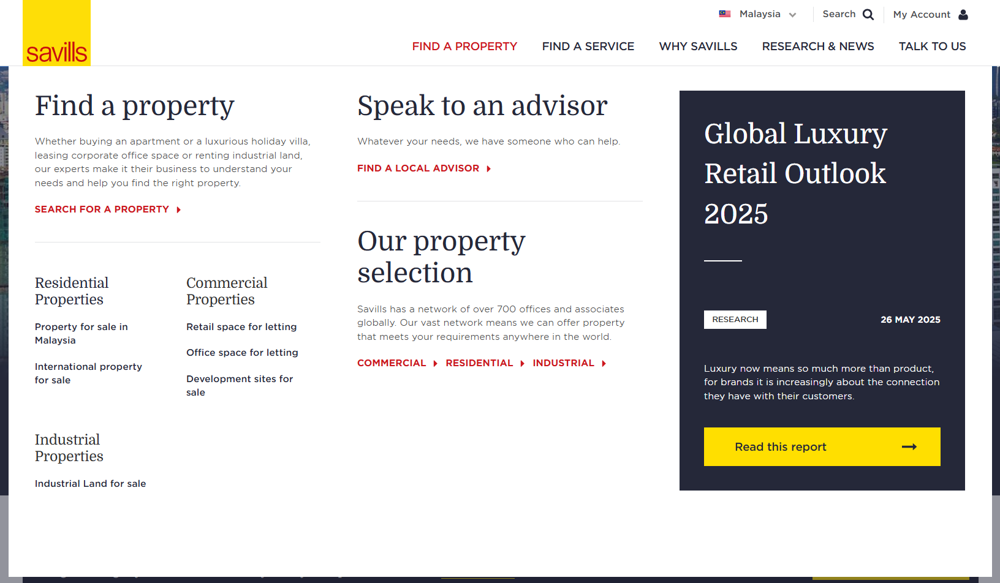 savills
Malaysia
Search
My Account
FIND A PROPERTY
FIND A SERVICE
WHY SAVILLS
RESEARCH & NEWS
TALK TO US
Find a property
Whether buying an apartment or a luxurious holiday villa,
leasing corporate office space or renting industrial land,
our experts make it their business to understand your
needs and help you find the right property.
SEARCH FOR A PROPERTY
Residential
Properties
Property for sale in
Malaysia
International property
for sale
Commercial
Properties
Retail space for letting
Office space for letting
Development sites for
sale
Industrial
Properties
Industrial Land for sale
Speak to an advisor
Whatever your needs, we have someone who can help.
FIND A LOCAL ADVISOR
Our property
selection
Savills has a network of over 700 offices and associates
globally. Our vast network means we can offer property
that meets your requirements anywhere in the world.
COMMERCIAL
RESIDENTIAL
INDUSTRIAL
Global Luxury
Retail Outlook
2025
RESEARCH
26 MAY 2025
Luxury now means so much more than product,
for brands it is increasingly about the connection
they have with their customers.
Read this report